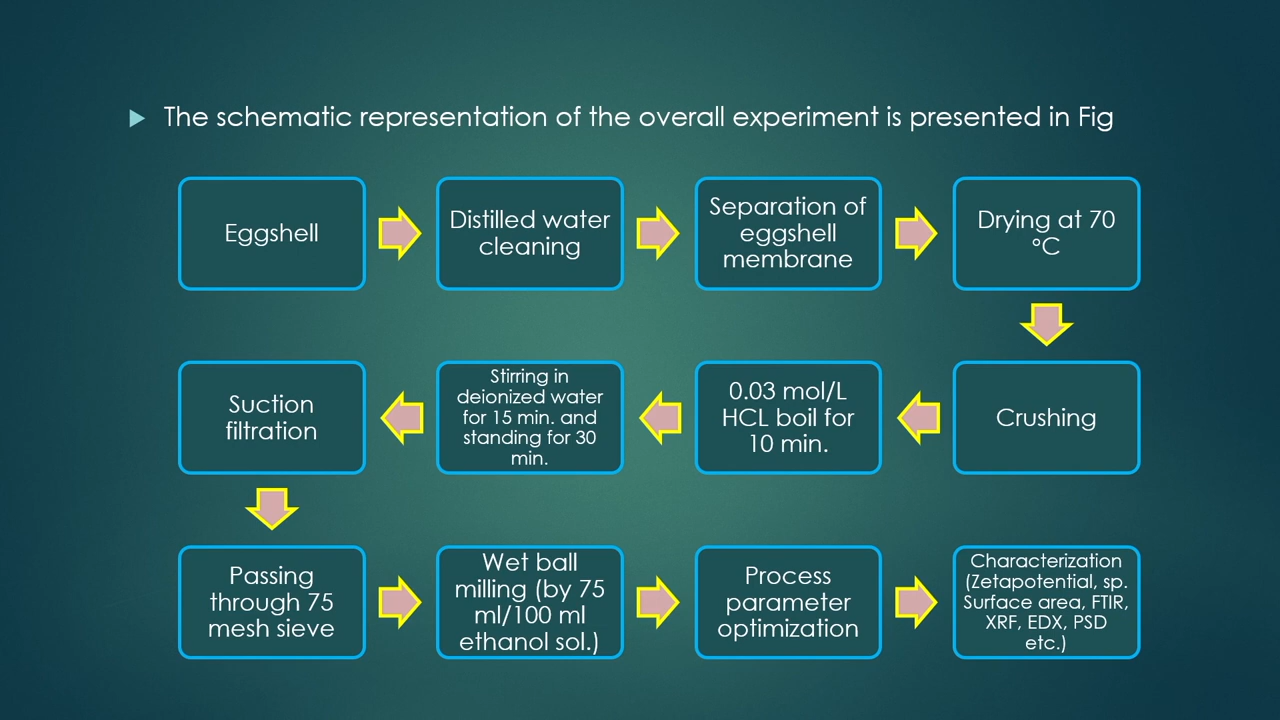 The schematic representation of the overall experiment is presented in Fig
Eggshell
Distilled water
cleaning
Separation of
eggshell
membrane
Drying at 70
°C
Crushing
0.03 mol/L
HCL boil for
10 min.
Stirring in
deionized water
for 15 min. and
standing for 30
min.
Suction
filtration
Passing
through 75
mesh sieve
Wet ball
milling (by 75
ml/100 ml
ethanol sol.)
Process
parameter
optimization
Characterization
(Zetapotential, sp.
Surface area, FTIR,
XRF, EDX, PSD
etc.)